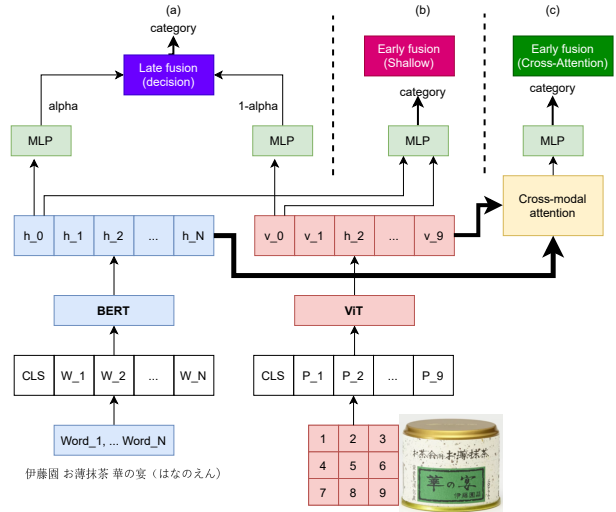 (a)
(b)
(c)
category
Late fusion
(decision)
Early fusion
(Shallow)
Early fusion
(Cross-Attention)
category
category
alpha
1-alpha
MLP
MLP
MLP
MLP
Cross-modal
attention
h_0
h_1
h_2
...
h_N
v_0
v_1
h_2
...
v_9
BERT
ViT
CLS
W_1
W_2
...
W_N
CLS
P_1
P_2
...
P_9
Word_1, ... Word_N
1
2
3
4
5
6
7
8
9
伊藤園 お薄抹茶 華の宴（はなのえん）
お薄抹茶
華の宴
伊藤園